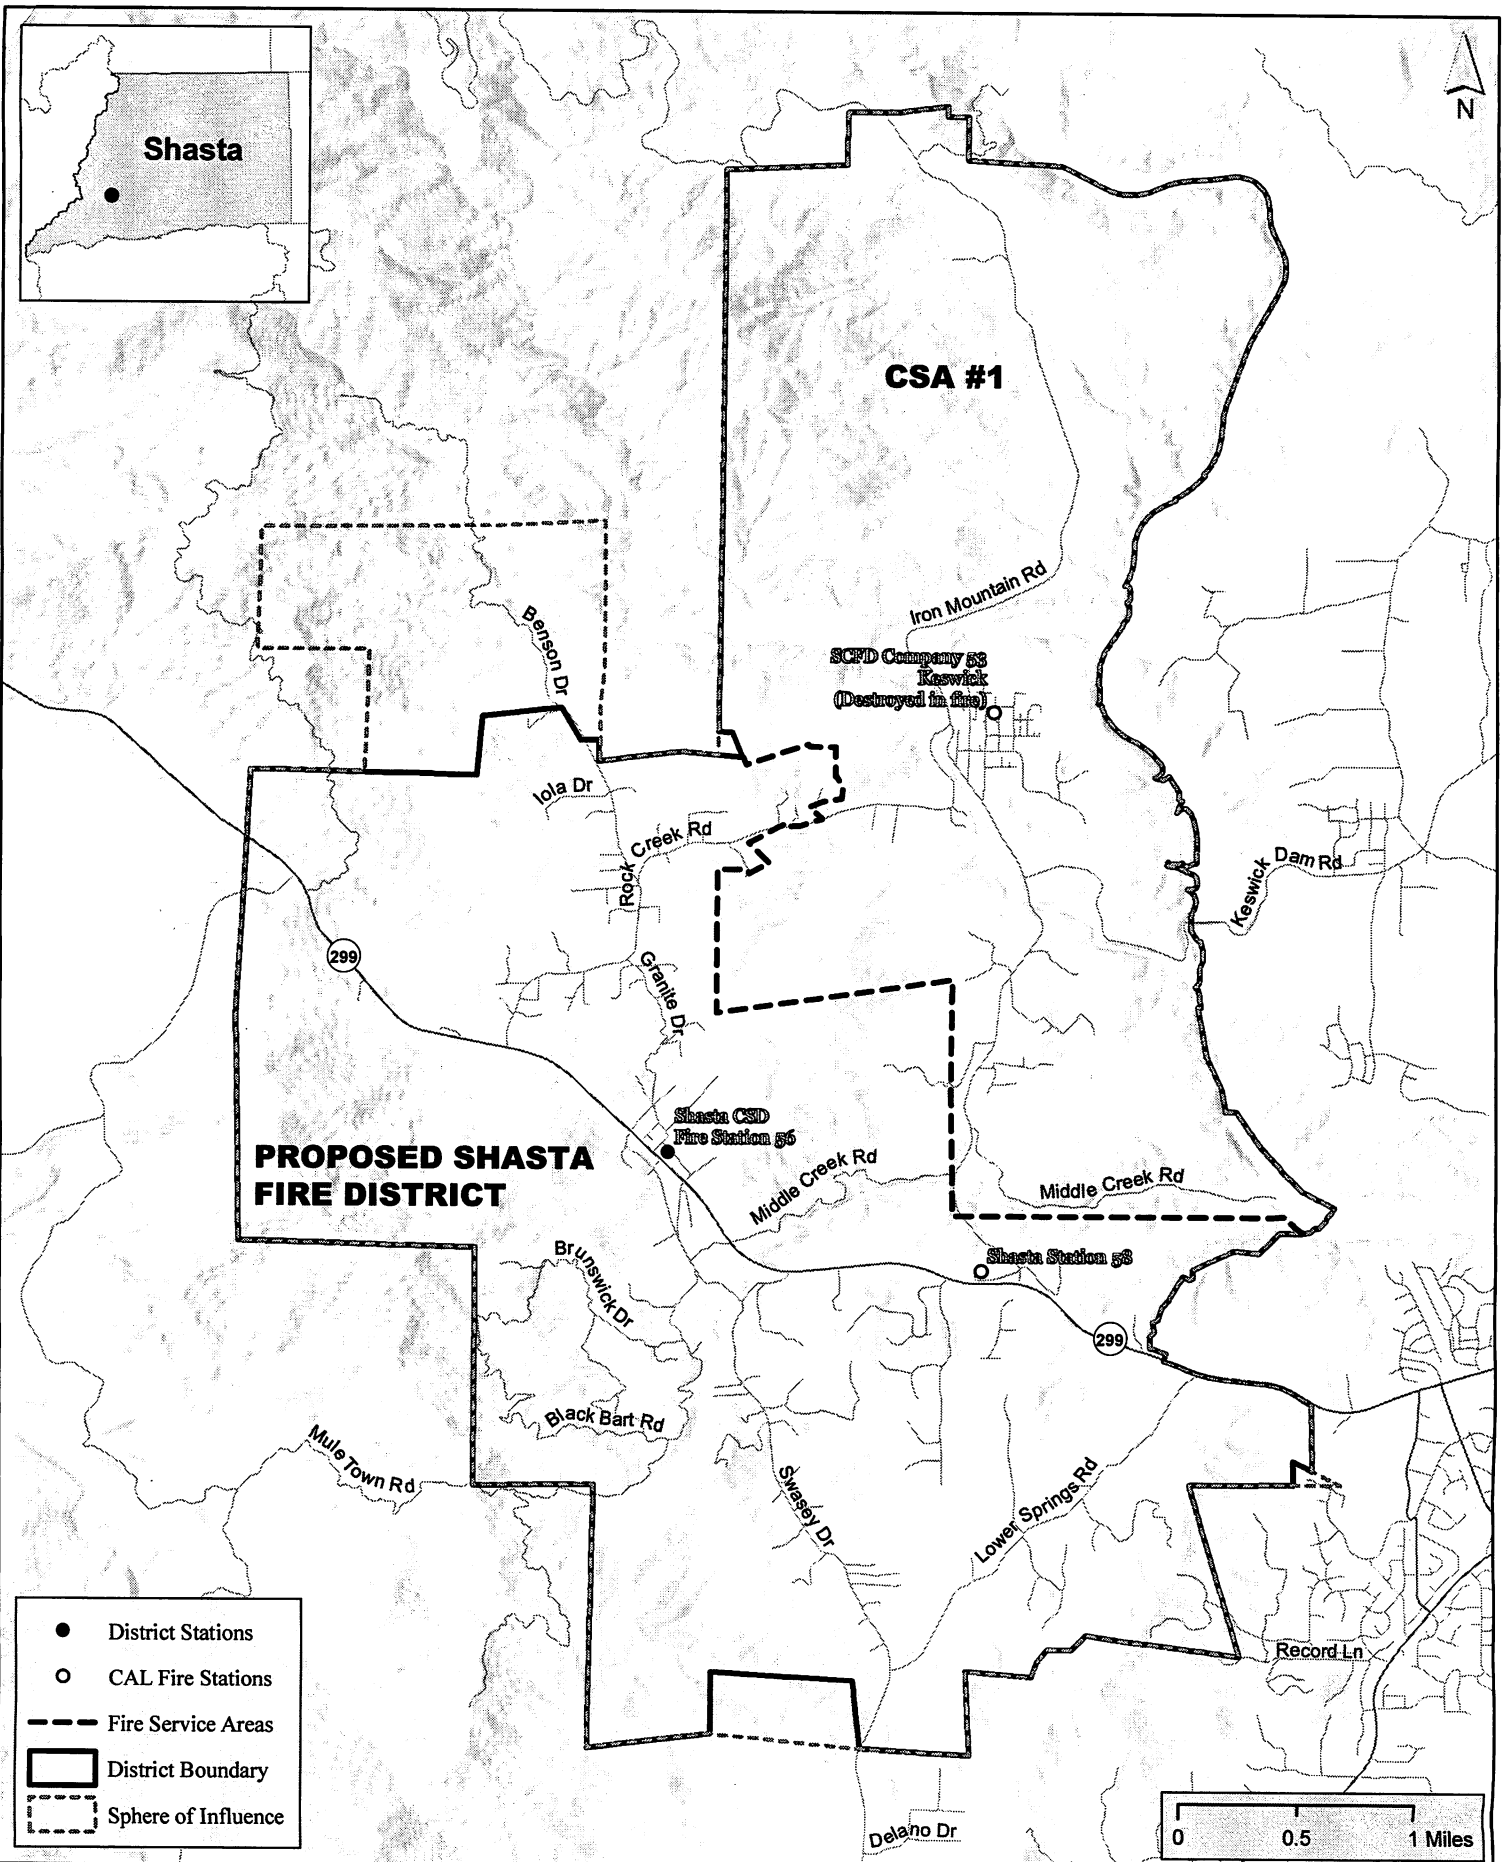 Shasta
N
CSA #1
Iron Mountain Rd
SCFD Company 53
Keswick
(Destroyed in fire)
Benson Dr
Iola Dr
Rock Creek Rd
Keswick Dam Rd
299
Granite Dr
Shasta CSD
Fire Station 56
PROPOSED SHASTA
FIRE DISTRICT
Middle Creek Rd
Middle Creek Rd
Brunswick Dr
Shasta Station 58
299
Black Bart Rd
Mule Town Rd
Swasey Dr
Lower Springs Rd
Record Ln
Delano Dr
District Stations
CAL Fire Stations
Fire Service Areas
District Boundary
Sphere of Influence
0 0.5 1 Miles